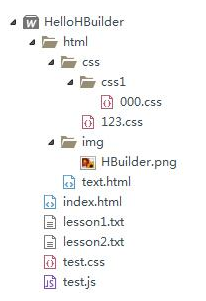 HelloHBuilder
html
css
css1
000.css
123.css
img
HBuilder.png
text.html
index.html
lesson1.txt
lesson2.txt
test.css
test.js